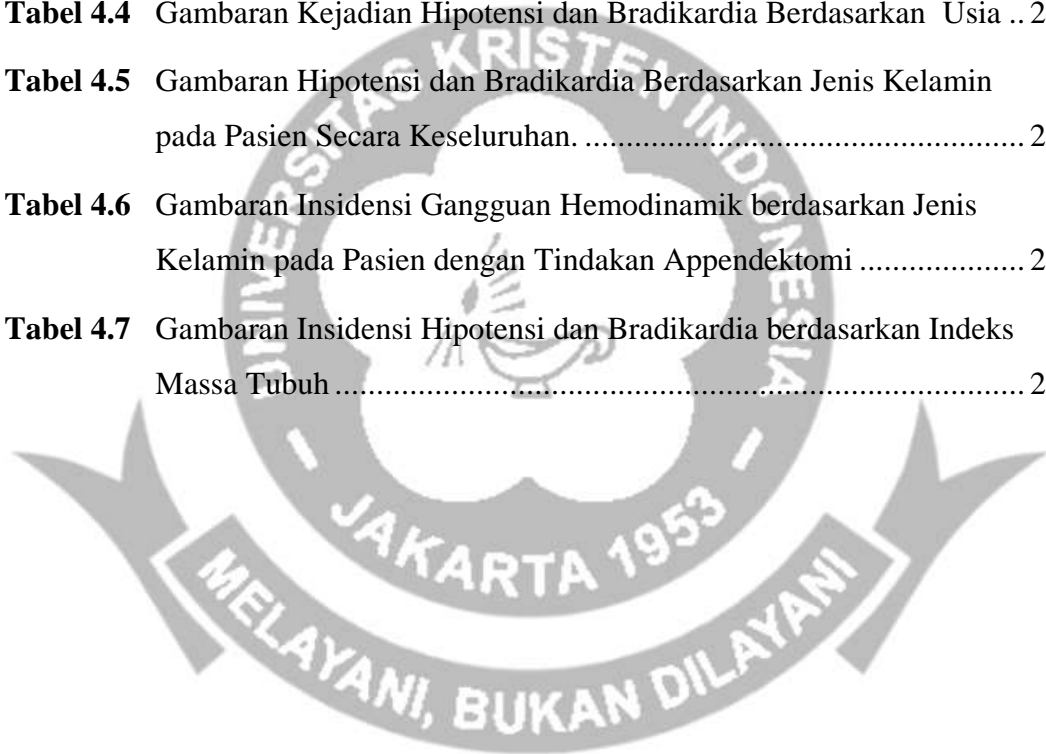 Tabel 4.4 Gambaran Kejadian Hipotensi dan Bradikardia Berdasarkan Usia .. 2
Tabel 4.5 Gambaran Hipotensi dan Bradikardia Berdasarkan Jenis Kelamin
pada Pasien Secara Keseluruhan. .................................................. 2
Tabel 4.6 Gambaran Insidensi Gangguan Hemodinamik berdasarkan Jenis
Kelamin pada Pasien dengan Tindakan Appendektomi ................... 2
Tabel 4.7 Gambaran Insidensi Hipotensi dan Bradikardia berdasarkan Indeks
Massa Tubuh ................................................................................ 2
UNIVERSITAS KRISTEN INDONESIA
JAKARTA 1953
MELAYANI, BUKAN DILAYANI